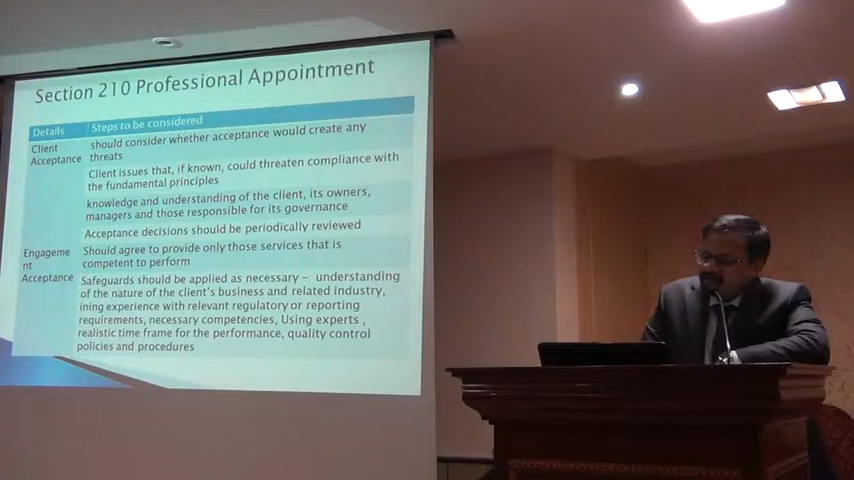 Section 210 Professional Appointment
Details Steps to be considered
Client should consider whether acceptance would create any
Acceptance threats
Client issues that, if known, could threaten compliance with
the fundamental principles
knowledge and understanding of the client, its owners,
managers and those responsible for its governance
Acceptance decisions should be periodically reviewed
Engageme Should agree to provide only those services that is
nt competent to perform
Acceptance Safeguards should be applied as necessary – understanding
of the nature of the client's business and related industry,
ining experience with relevant regulatory or reporting
requirements, necessary competencies, Using experts ,
realistic time frame for the performance, quality control
policies and procedures